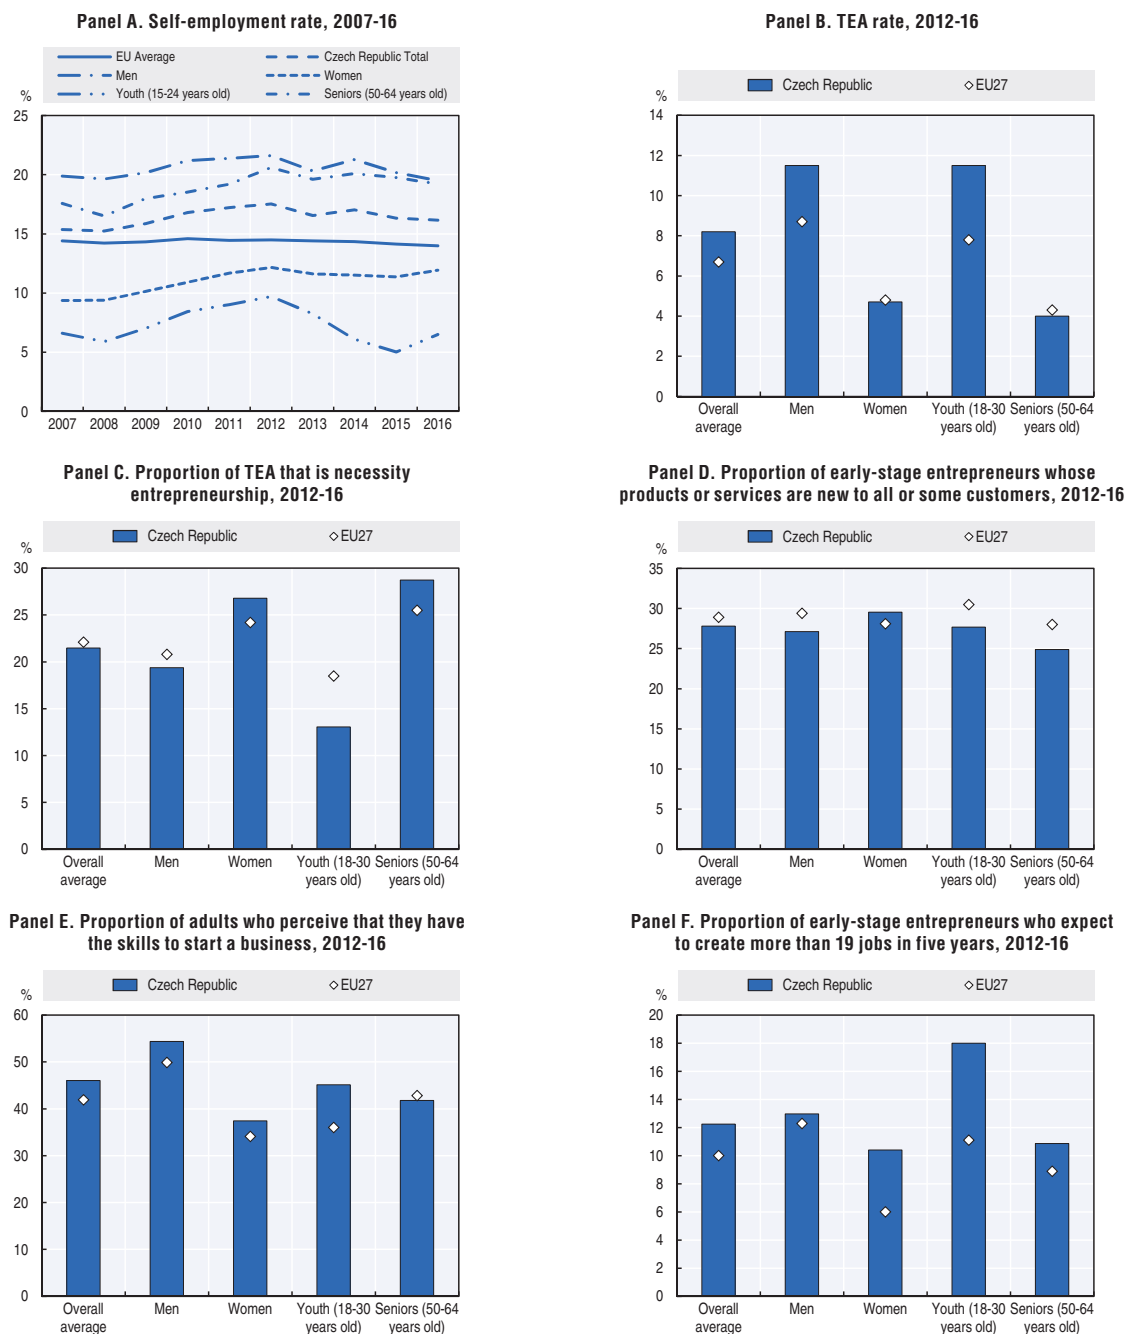 Panel A. Self-employment rate, 2007-16
EU Average
Czech Republic Total
Men
Women
Youth (15-24 years old)
Seniors (50-64 years old)
%
25
20
15
10
5
0
2007 2008 2009 2010 2011 2012 2013 2014 2015 2016
Panel B. TEA rate, 2012-16
Czech Republic
EU27
14
12
10
8
6
4
2
0
Overall average
Men
Women
Youth (18-30 years old)
Seniors (50-64 years old)
Panel C. Proportion of TEA that is necessity
entrepreneurship, 2012-16
Czech Republic
EU27
%
30
25
20
15
10
5
0
Overall average
Men
Women
Youth (18-30 years old)
Seniors (50-64 years old)
Panel D. Proportion of early-stage entrepreneurs whose
products or services are new to all or some customers, 2012-16
Czech Republic
EU27
%
35
30
25
20
15
10
5
0
Overall average
Men
Women
Youth (18-30 years old)
Seniors (50-64 years old)
Panel E. Proportion of adults who perceive that they have
the skills to start a business, 2012-16
Czech Republic
EU27
%
60
50
40
30
20
10
0
Overall average
Men
Women
Youth (18-30 years old)
Seniors (50-64 years old)
Panel F. Proportion of early-stage entrepreneurs who expect
to create more than 19 jobs in five years, 2012-16
Czech Republic
EU27
%
20
18
16
14
12
10
8
6
4
2
0
Overall average
Men
Women
Youth (18-30 years old)
Seniors (50-64 years old)